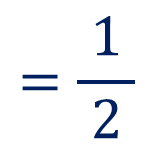 = 1/2